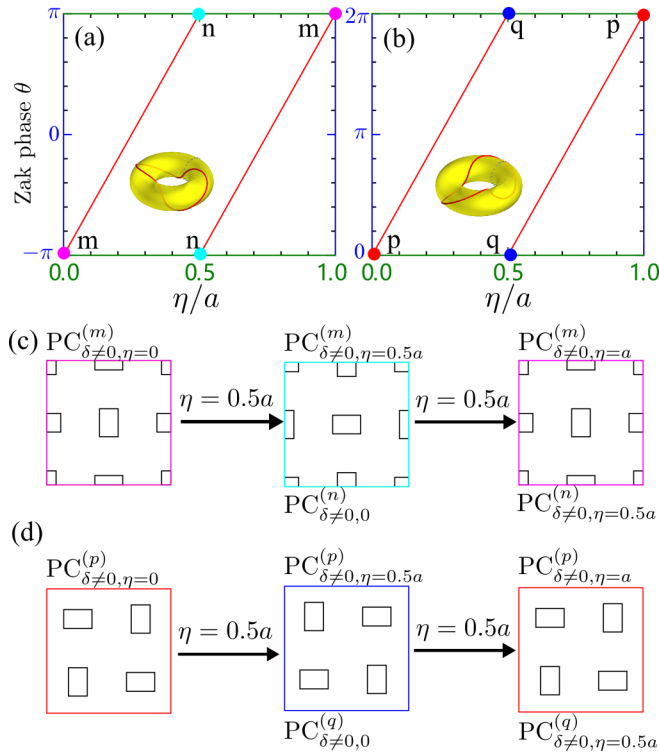 π
(a)
n
m
2π
(b)
q
p
Zak phase θ
0
π
m
n
p
q
−π
0
0.0
0.5
1.0
0.0
0.5
1.0
η/a
η/a
(c)
PC^{(m)}_{δ≠0,η=0}
PC^{(m)}_{δ≠0,η=0.5a}
PC^{(m)}_{δ≠0,η=a}
η = 0.5a
η = 0.5a
PC^{(n)}_{δ≠0,0}
PC^{(n)}_{δ≠0,η=0.5a}
(d)
PC^{(p)}_{δ≠0,η=0}
PC^{(p)}_{δ≠0,η=0.5a}
PC^{(p)}_{δ≠0,η=a}
η = 0.5a
η = 0.5a
PC^{(q)}_{δ≠0,0}
PC^{(q)}_{δ≠0,η=0.5a}